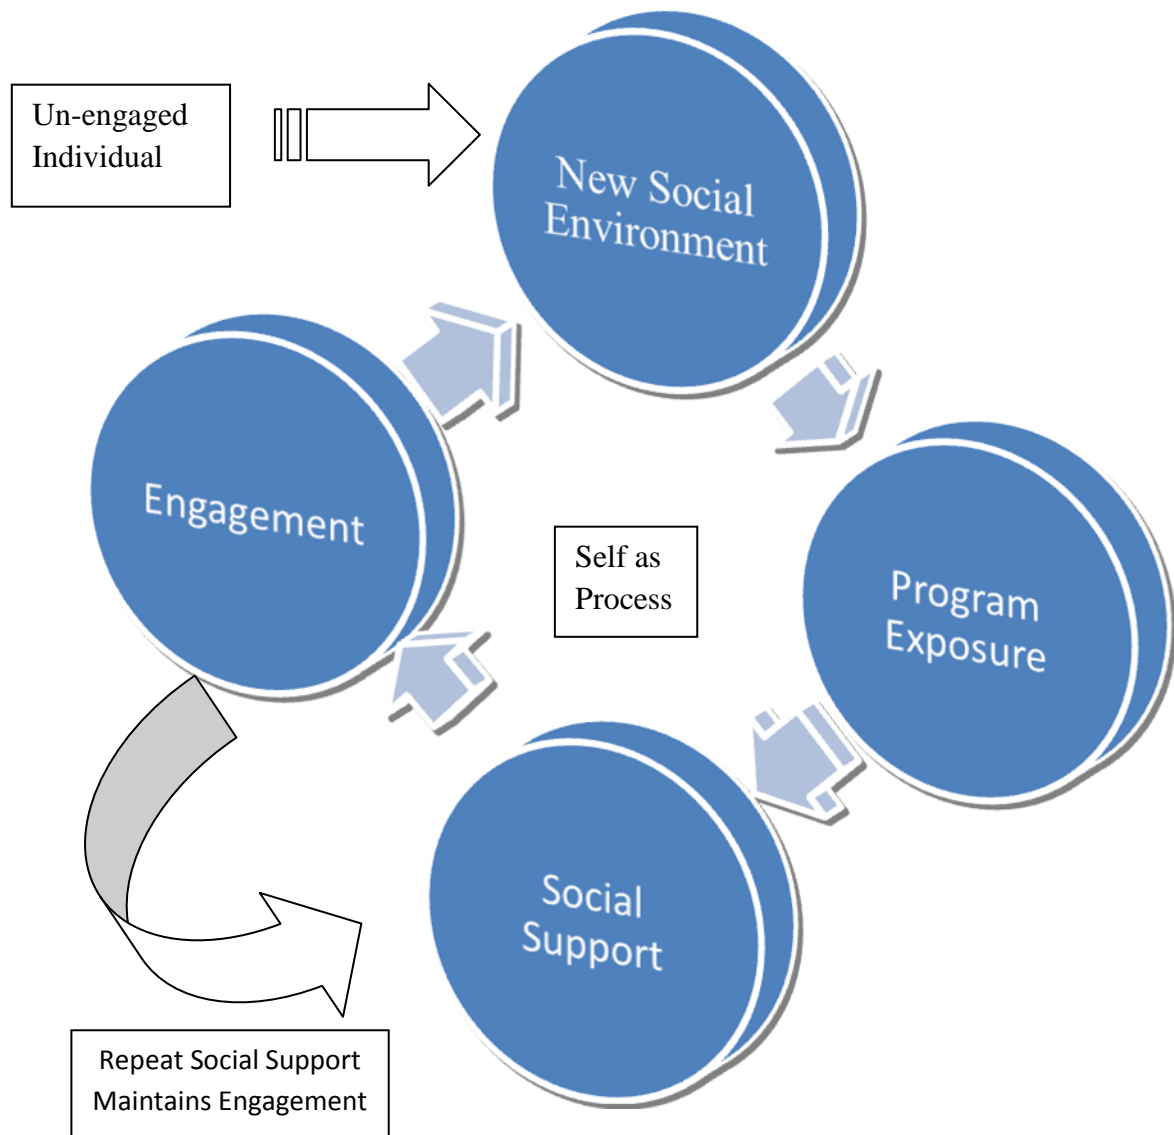 Un-engaged
Individual
New Social
Environment
Engagement
Self as
Process
Program
Exposure
Social
Support
Repeat Social Support
Maintains Engagement